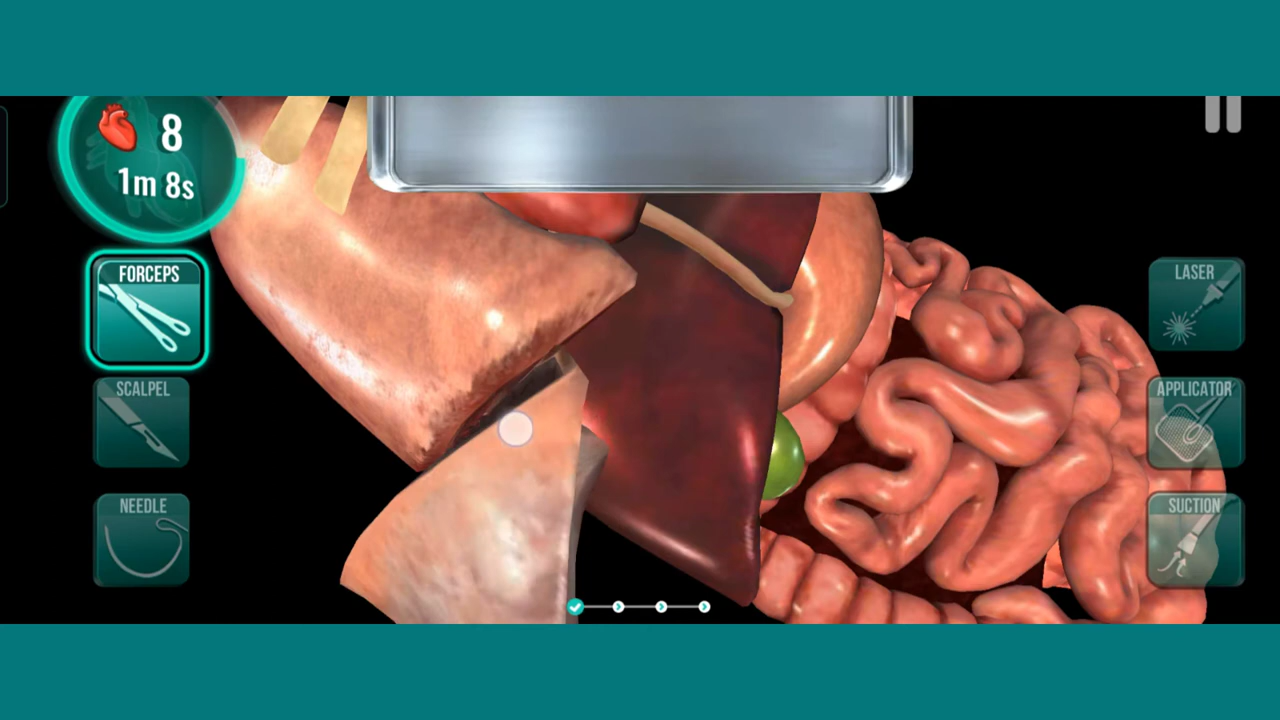 8
1m 8s
FORCEPS
SCALPEL
NEEDLE
LASER
APPLICATOR
SUCTION